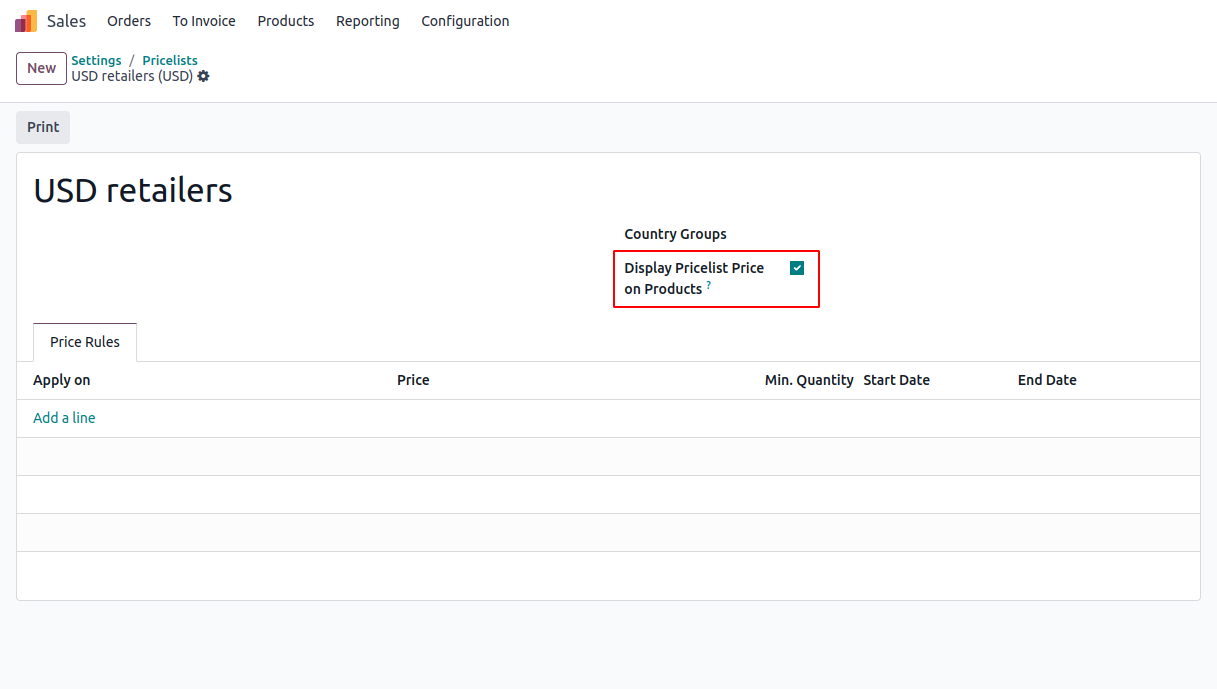 Sales Orders To Invoice Products Reporting Configuration
New
Settings / Pricelists
USD retailers (USD)
Print
USD retailers
Country Groups
Display Pricelist Price
on Products ?
Price Rules
Apply on Price Min. Quantity Start Date End Date
Add a line